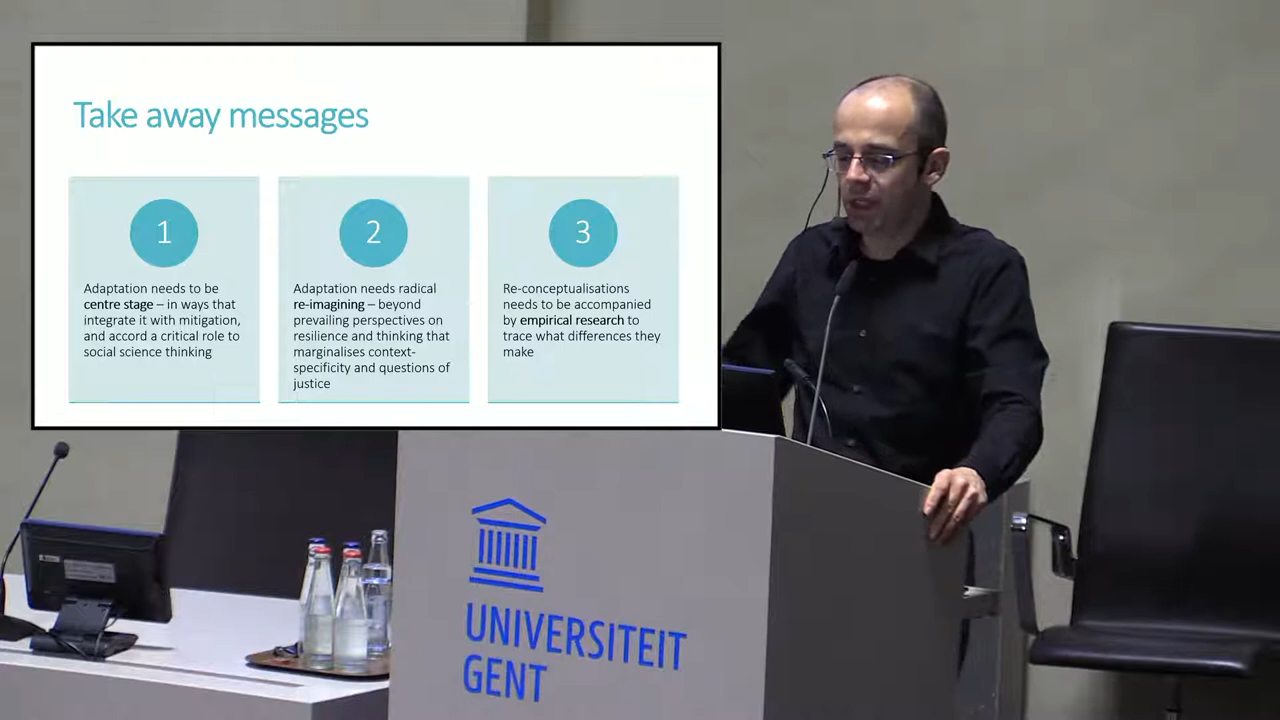 Take away messages
1
Adaptation needs to be
centre stage – in ways that
integrate it with mitigation,
and accord a critical role to
social science thinking
2
Adaptation needs radical
re-imagining – beyond
prevailing perspectives on
resilience and thinking that
marginalises context-
specificity and questions of
justice
3
Re-conceptualisations
needs to be accompanied
by empirical research to
trace what differences they
make
UNIVERSITEIT
GENT